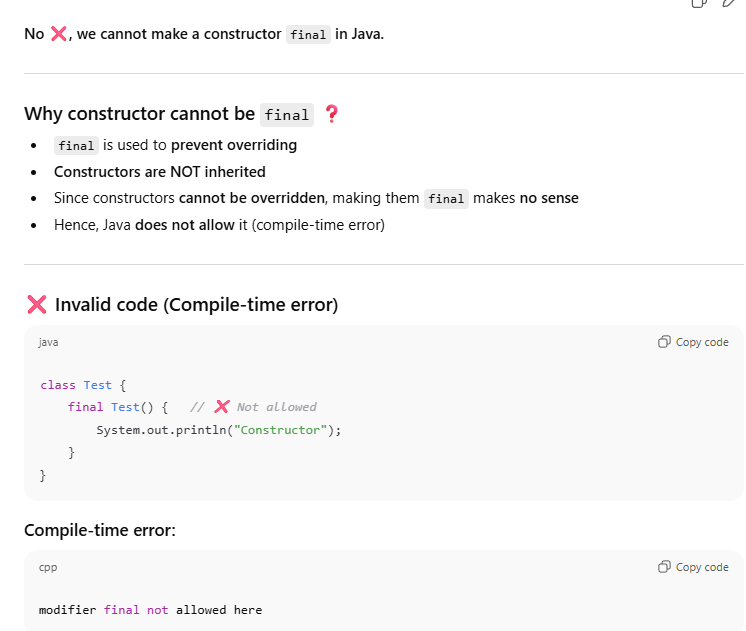 No ❌, we cannot make a constructor final in Java.
Why constructor cannot be final ❓
• final is used to prevent overriding
• Constructors are NOT inherited
• Since constructors cannot be overridden, making them final makes no sense
• Hence, Java does not allow it (compile-time error)
❌ Invalid code (Compile-time error)
java
Copy code
class Test {
    final Test() {   // ❌ Not allowed
        System.out.println("Constructor");
    }
}
Compile-time error:
cpp
Copy code
modifier final not allowed here